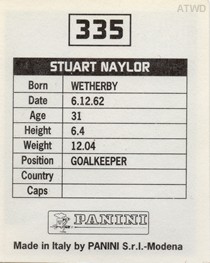 ATWD
335
STUART NAYLOR
Born WETHERBY
Date 6.12.62
Age 31
Height 6.4
Weight 12.04
Position GOALKEEPER
Country
Caps
PANINI
Made in Italy by PANINI S.r.l.-Modena